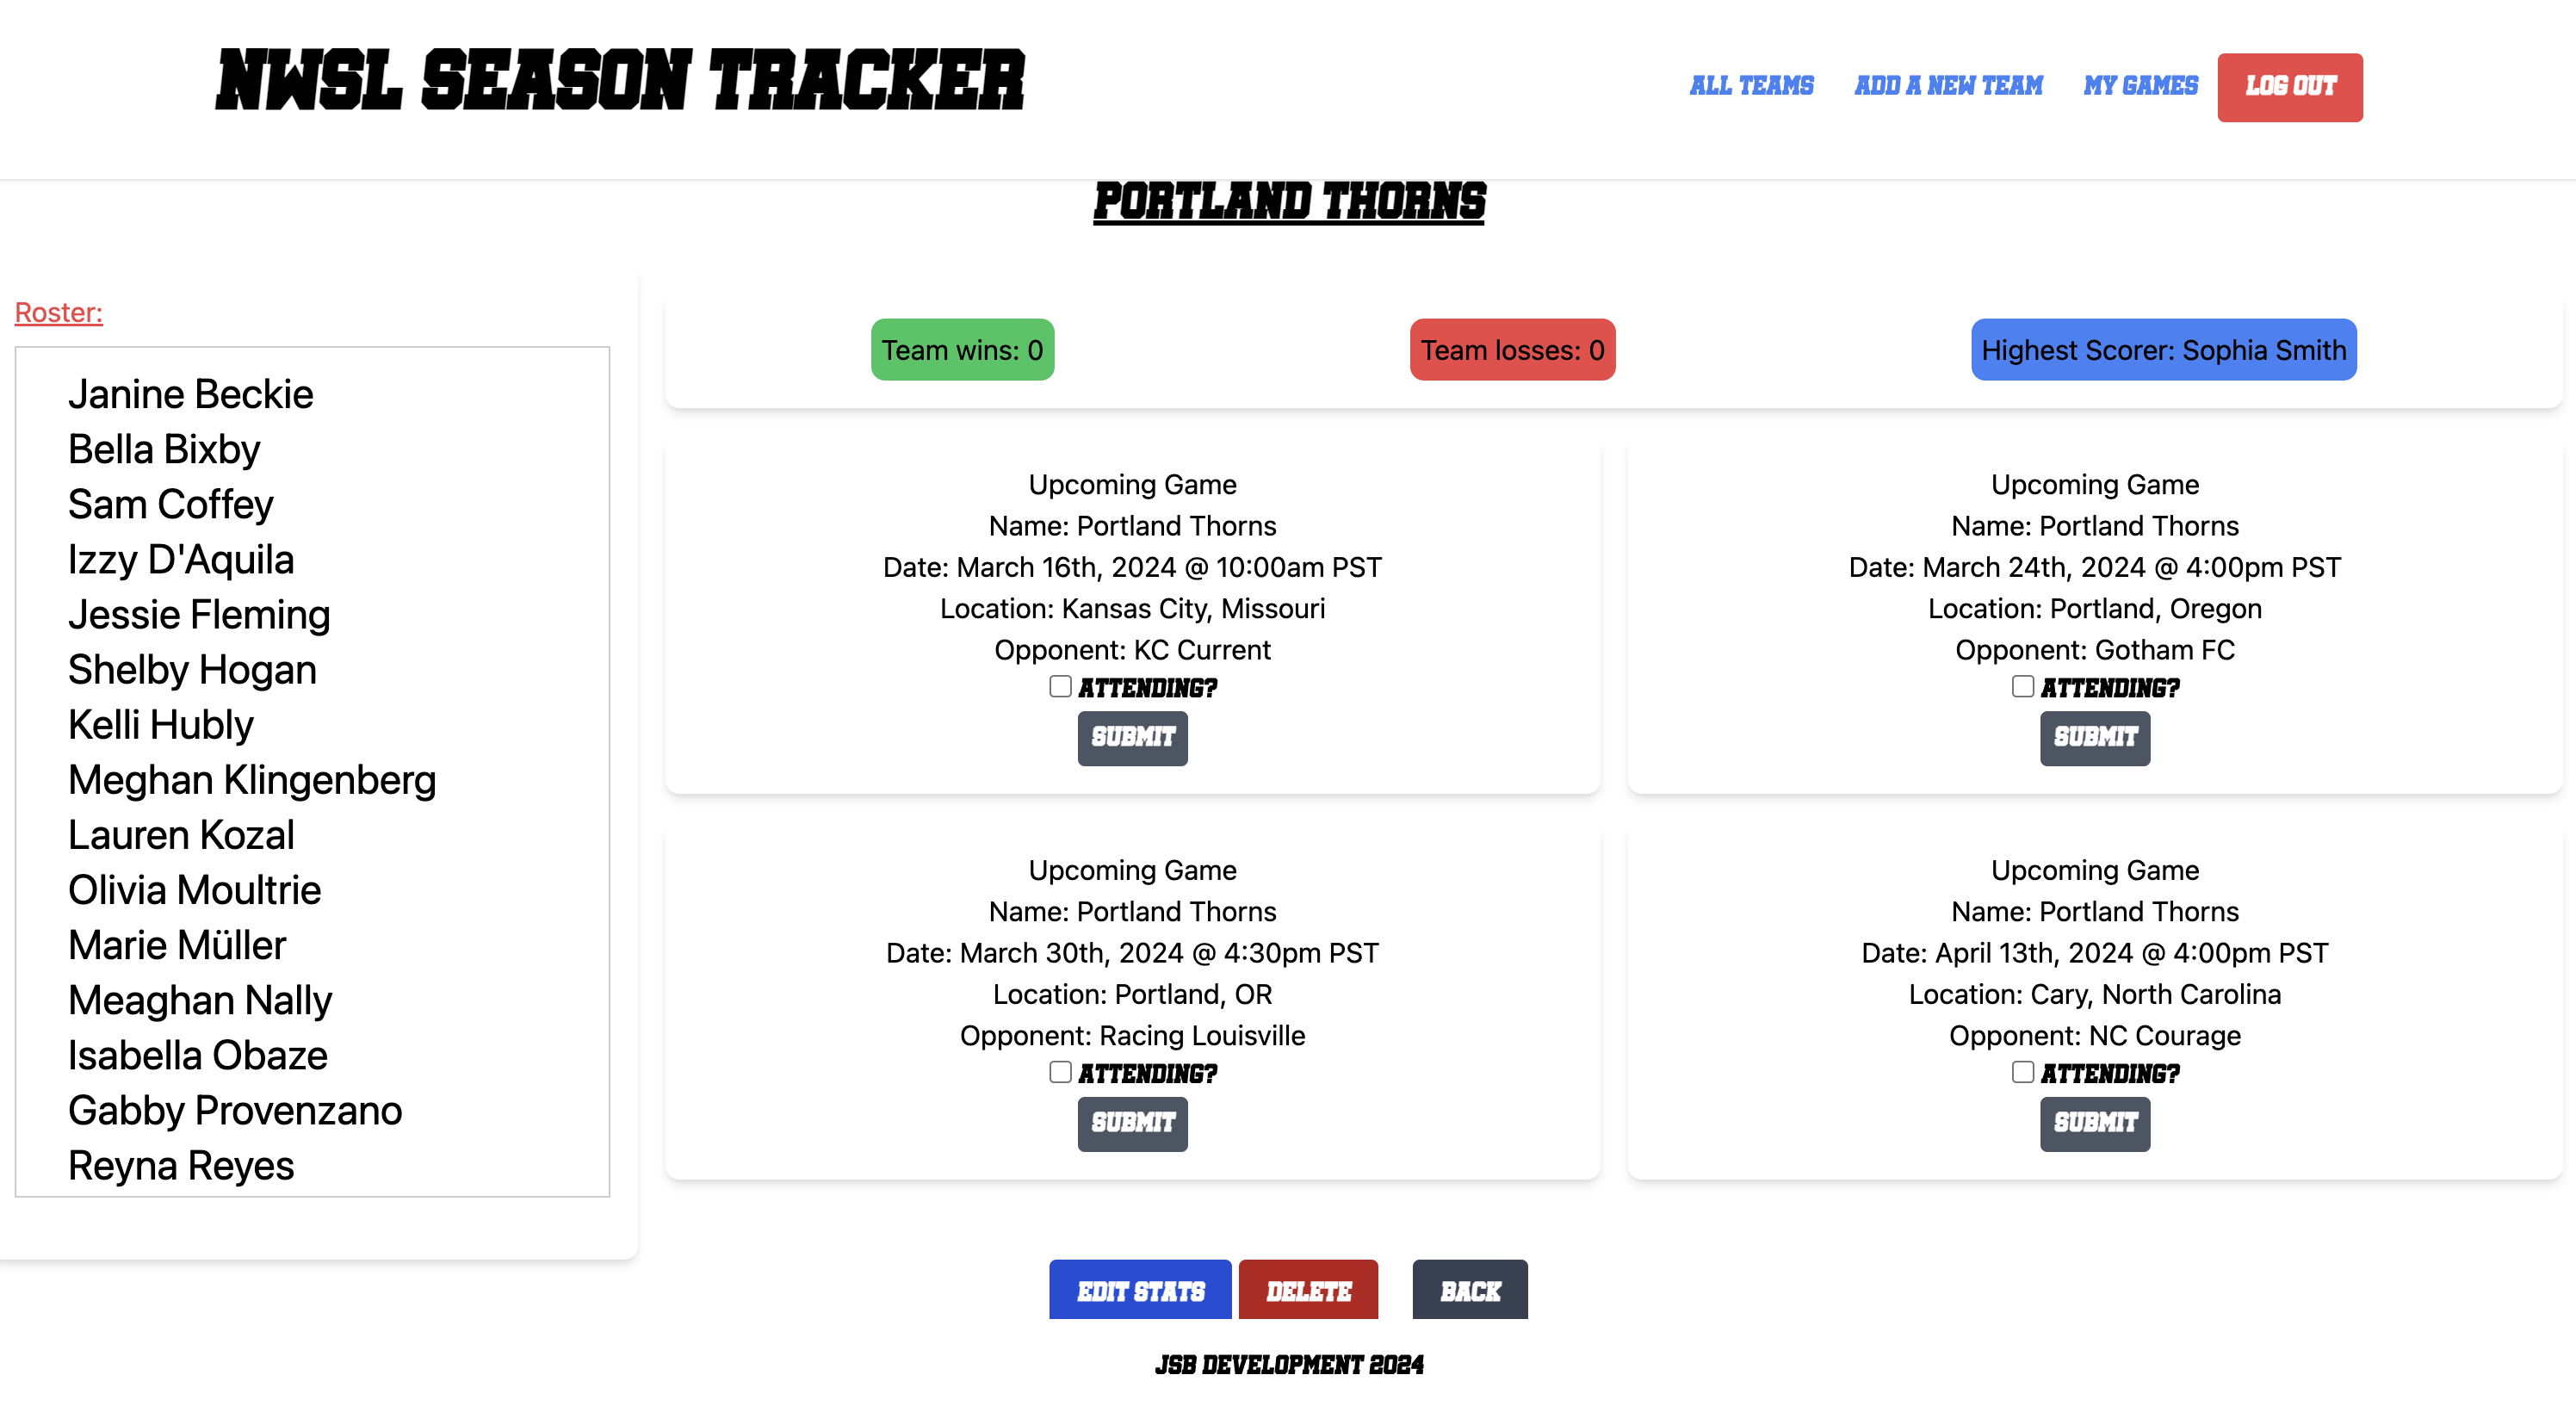 NWSL SEASON TRACKER
ALL TEAMS ADD A NEW TEAM MY GAMES LOG OUT
PORTLAND THORNS
Roster:
Janine Beckie
Bella Bixby
Sam Coffey
Izzy D'Aquila
Jessie Fleming
Shelby Hogan
Kelli Hubly
Meghan Klingenberg
Lauren Kozal
Olivia Moultrie
Marie Müller
Meaghan Nally
Isabella Obaze
Gabby Provenzano
Reyna Reyes
Team wins: 0
Team losses: 0
Highest Scorer: Sophia Smith
Upcoming Game
Name: Portland Thorns
Date: March 16th, 2024 @ 10:00am PST
Location: Kansas City, Missouri
Opponent: KC Current
ATTENDING?
SUBMIT
Upcoming Game
Name: Portland Thorns
Date: March 24th, 2024 @ 4:00pm PST
Location: Portland, Oregon
Opponent: Gotham FC
ATTENDING?
SUBMIT
Upcoming Game
Name: Portland Thorns
Date: March 30th, 2024 @ 4:30pm PST
Location: Portland, OR
Opponent: Racing Louisville
ATTENDING?
SUBMIT
Upcoming Game
Name: Portland Thorns
Date: April 13th, 2024 @ 4:00pm PST
Location: Cary, North Carolina
Opponent: NC Courage
ATTENDING?
SUBMIT
EDIT STATS DELETE BACK
JSB DEVELOPMENT 2024